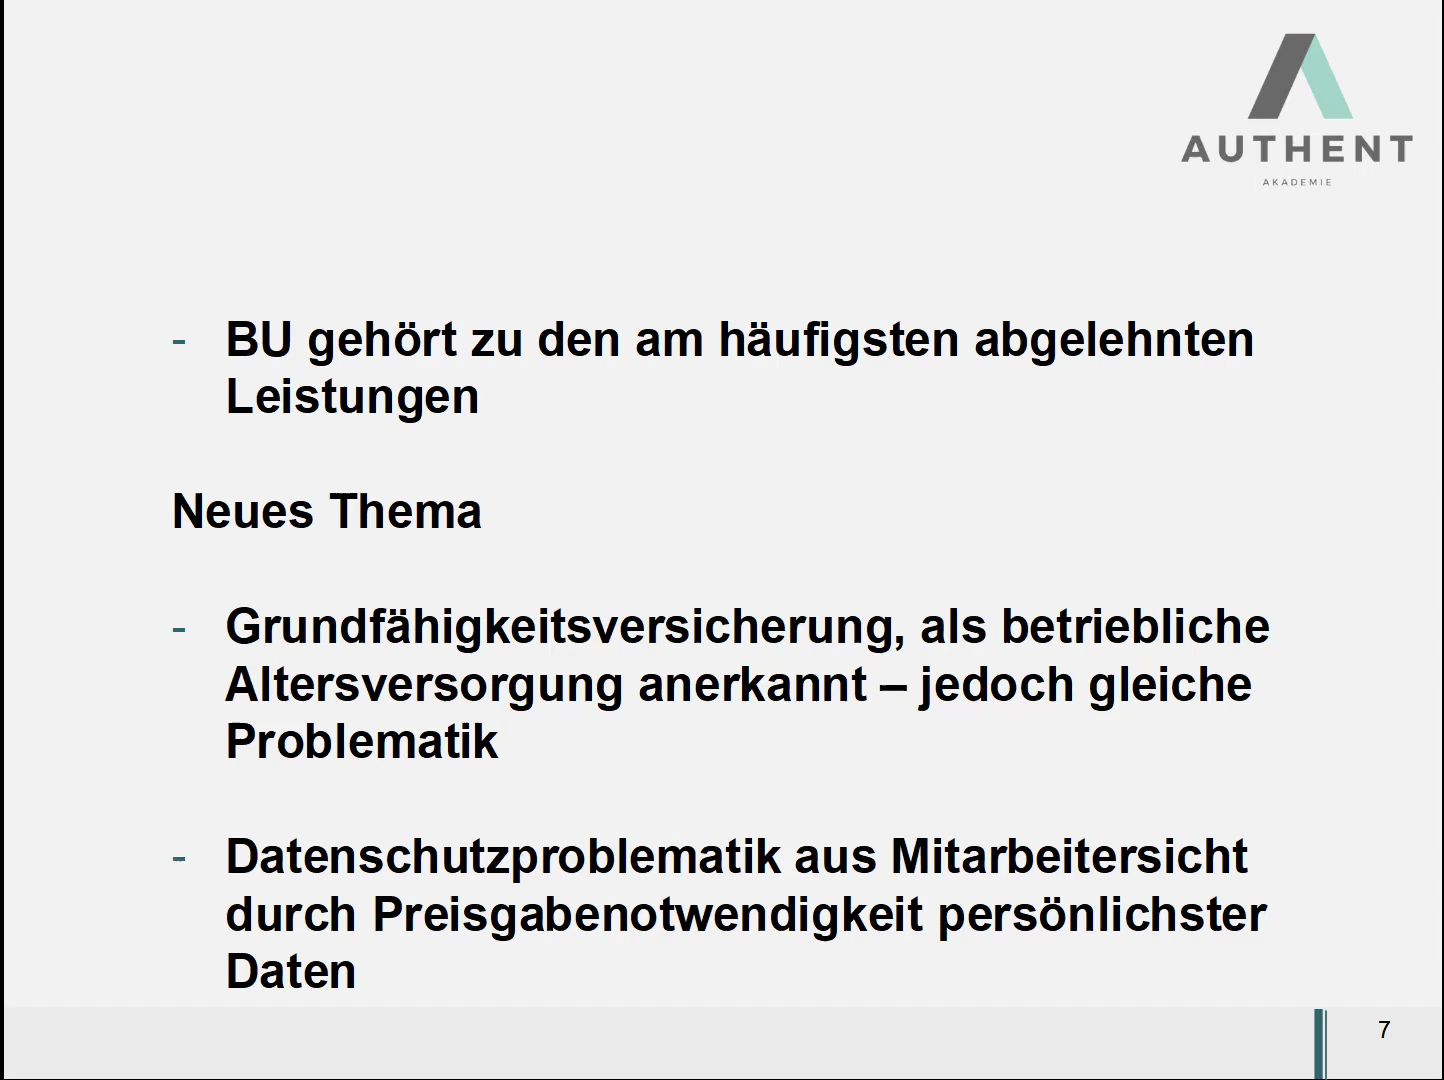 AUTHENT
AKADEMIE
- BU gehört zu den am häufigsten abgelehnten
Leistungen
Neues Thema
- Grundfähigkeitsversicherung, als betriebliche
Altersversorgung anerkannt – jedoch gleiche
Problematik
- Datenschutzproblematik aus Mitarbeitersicht
durch Preisgabenotwendigkeit persönlichster
Daten
7